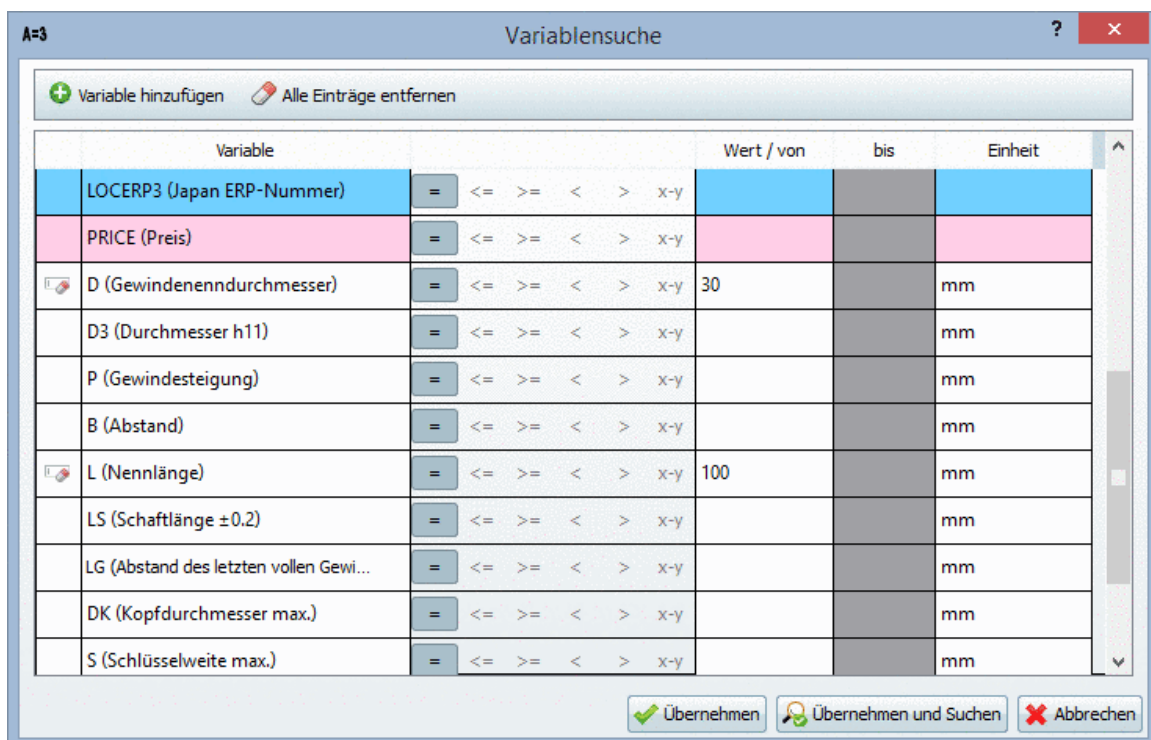 A=3 Variablensuche ?
Variable hinzufügen Alle Einträge entfernen
Variable Wert / von bis Einheit
LOCERP3 (Japan ERP-Nummer) = <= >= < > x-y
PRICE (Preis) = <= >= < > x-y
D (Gewindenenndurchmesser) = <= >= < > x-y 30 mm
D3 (Durchmesser h11) = <= >= < > x-y mm
P (Gewindesteigung) = <= >= < > x-y mm
B (Abstand) = <= >= < > x-y mm
L (Nennlänge) = <= >= < > x-y 100 mm
LS (Schaftlänge ±0.2) = <= >= < > x-y mm
LG (Abstand des letzten vollen Gewi... = <= >= < > x-y mm
DK (Kopfdurchmesser max.) = <= >= < > x-y mm
S (Schlüsselweite max.) = <= >= < > x-y mm
Übernehmen Übernehmen und Suchen Abbrechen